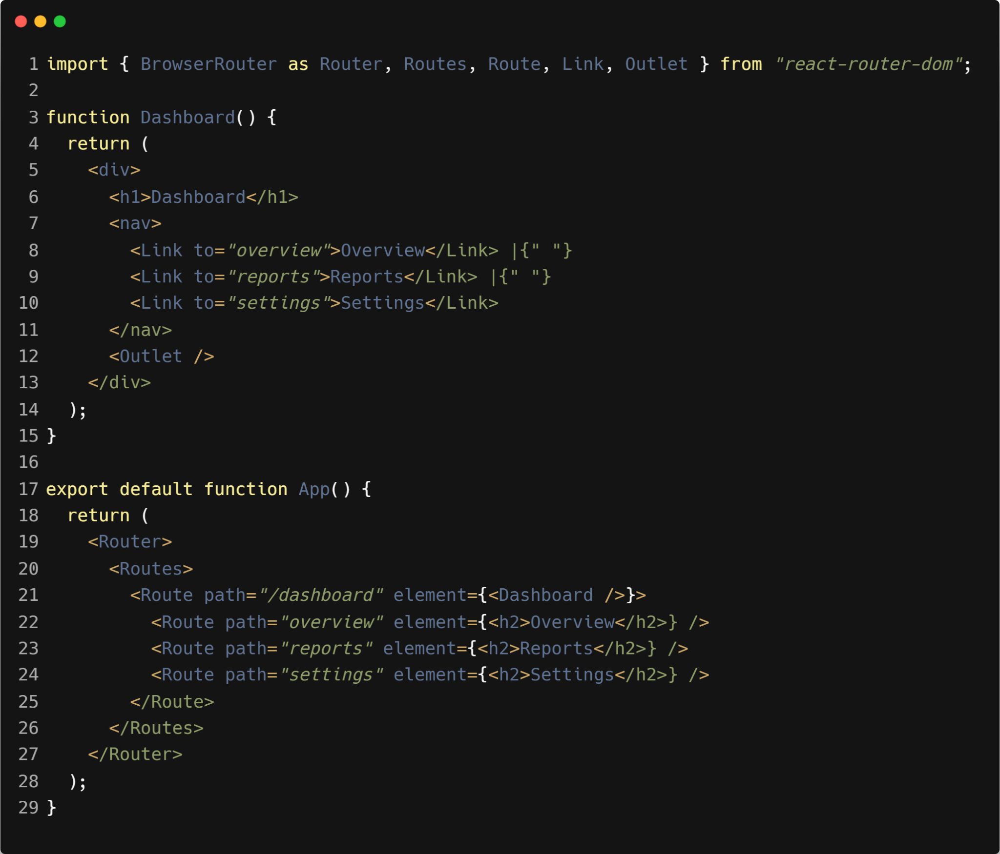 1 import { BrowserRouter as Router, Routes, Route, Link, Outlet } from "react-router-dom";
2
3 function Dashboard() {
4   return (
5     <div>
6       <h1>Dashboard</h1>
7       <nav>
8         <Link to="overview">Overview</Link> |{" "}
9         <Link to="reports">Reports</Link> |{" "}
10         <Link to="settings">Settings</Link>
11       </nav>
12       <Outlet />
13     </div>
14   );
15 }
16
17 export default function App() {
18   return (
19     <Router>
20       <Routes>
21         <Route path="/dashboard" element={<Dashboard />}>
22           <Route path="overview" element={<h2>Overview</h2>} />
23           <Route path="reports" element={<h2>Reports</h2>} />
24           <Route path="settings" element={<h2>Settings</h2>} />
25         </Route>
26       </Routes>
27     </Router>
28   );
29 }